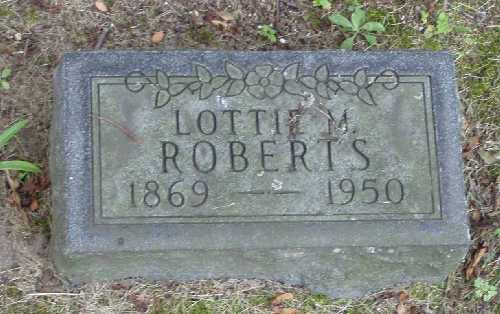 LOTTIE M.
ROBERTS
1869 — — 1950